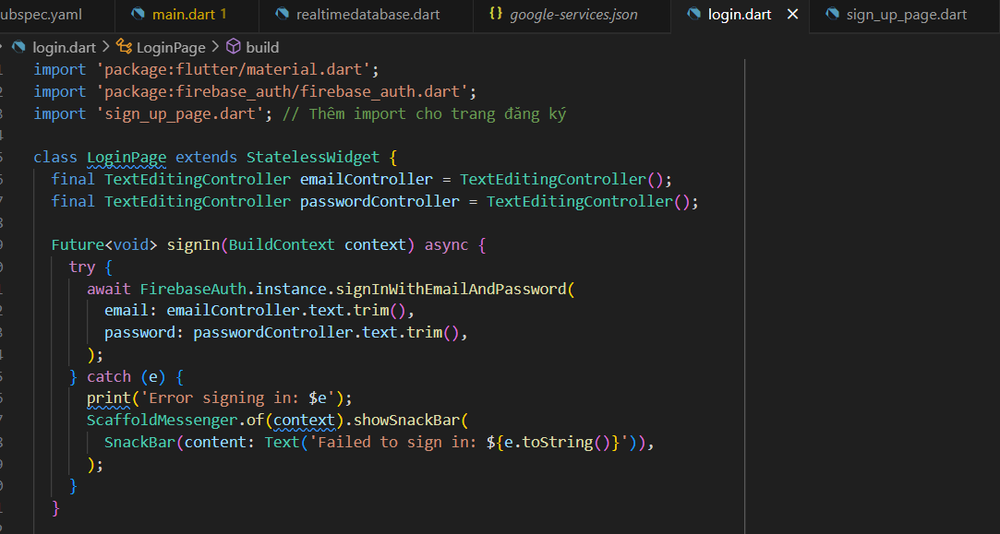 ubspec.yaml main.dart 1 realtimedatabase.dart {} google-services.json login.dart × sign_up_page.dart
login.dart > LoginPage > build
import 'package:flutter/material.dart';
import 'package:firebase_auth/firebase_auth.dart';
import 'sign_up_page.dart'; // Thêm import cho trang đăng ký
class LoginPage extends StatelessWidget {
final TextEditingController emailController = TextEditingController();
final TextEditingController passwordController = TextEditingController();
Future<void> signIn(BuildContext context) async {
try {
await FirebaseAuth.instance.signInWithEmailAndPassword(
email: emailController.text.trim(),
password: passwordController.text.trim(),
);
} catch (e) {
print('Error signing in: $e');
ScaffoldMessenger.of(context).showSnackBar(
SnackBar(content: Text('Failed to sign in: ${e.toString()}')),
);
}
}